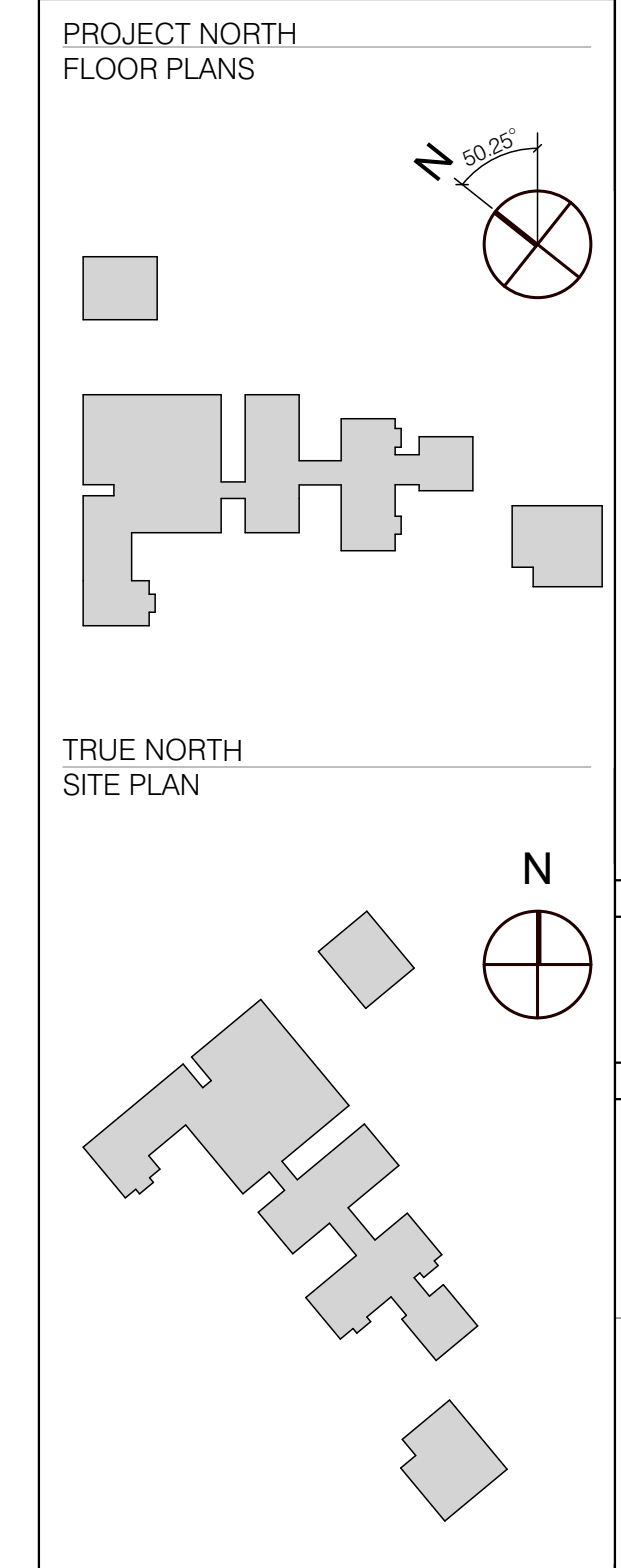 PROJECT NORTH
FLOOR PLANS
N
50.25°
TRUE NORTH
SITE PLAN
N